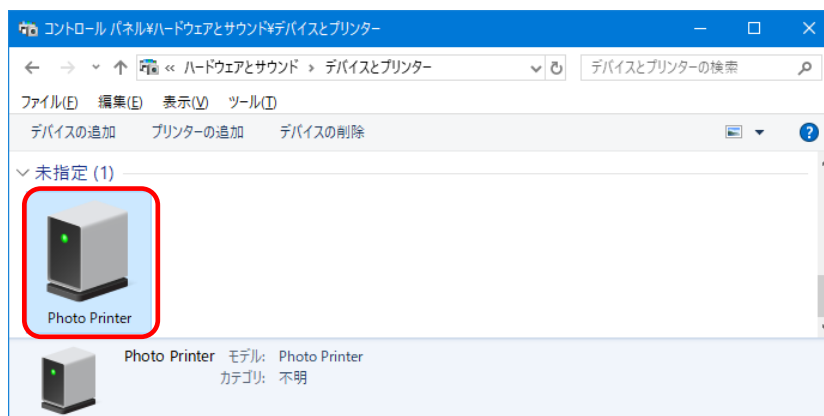 コントロール パネル¥ハードウェアとサウンド¥デバイスとプリンター
« ハードウェアとサウンド › デバイスとプリンター デバイスとプリンターの検索
ファイル(F) 編集(E) 表示(V) ツール(T)
デバイスの追加 プリンターの追加 デバイスの削除 ?
未指定 (1)
Photo Printer
Photo Printer モデル: Photo Printer
カテゴリ: 不明